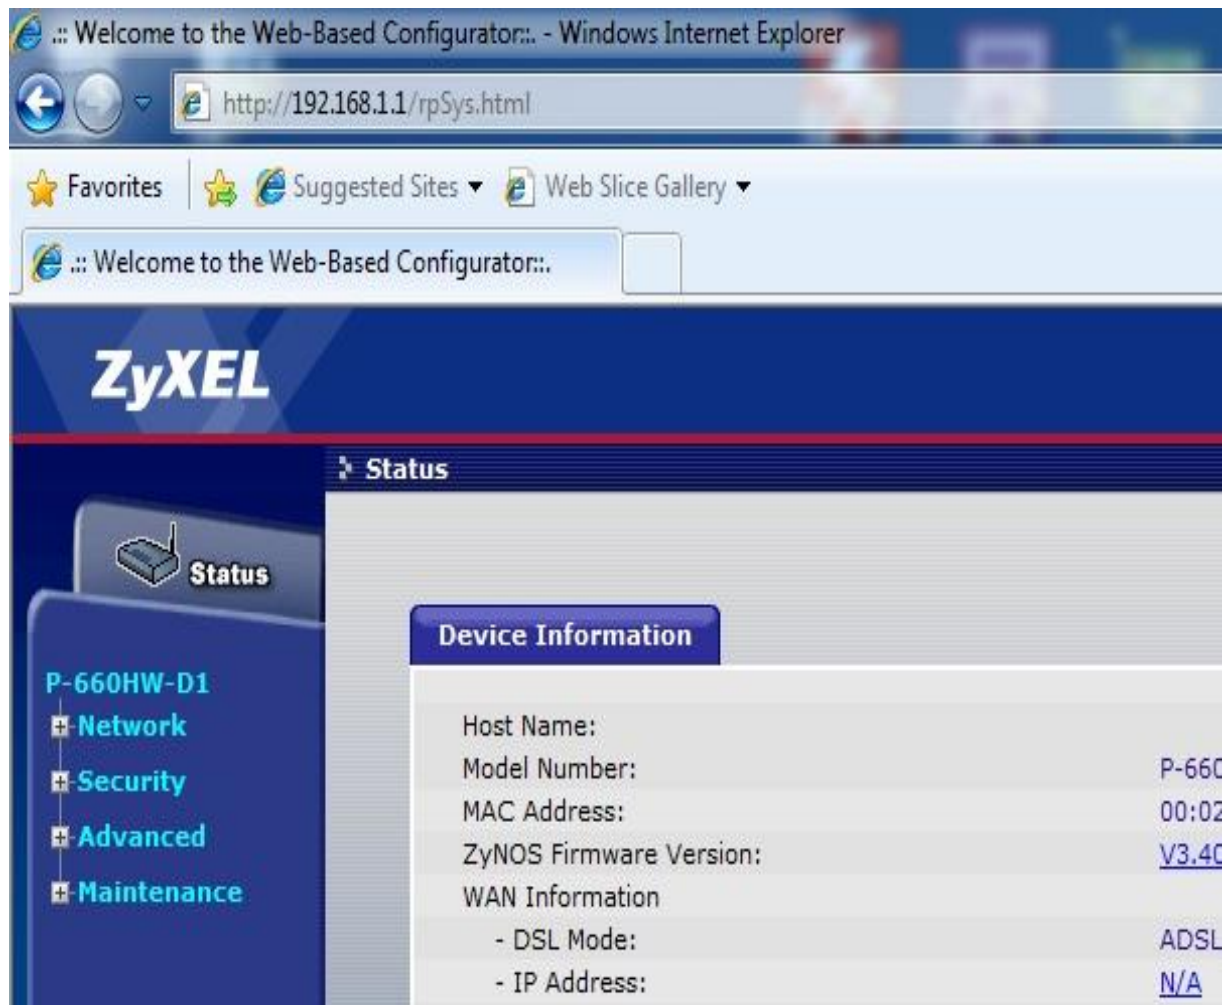 .:: Welcome to the Web-Based Configurator::. - Windows Internet Explorer
http://192.168.1.1/rpSys.html
Favorites Suggested Sites Web Slice Gallery
.:: Welcome to the Web-Based Configurator::.
ZyXEL
Status
Status
Device Information
P-660HW-D1
Network
Security
Advanced
Maintenance
Host Name:
Model Number: P-660
MAC Address: 00:02
ZyNOS Firmware Version: V3.40
WAN Information
- DSL Mode: ADSL
- IP Address: N/A